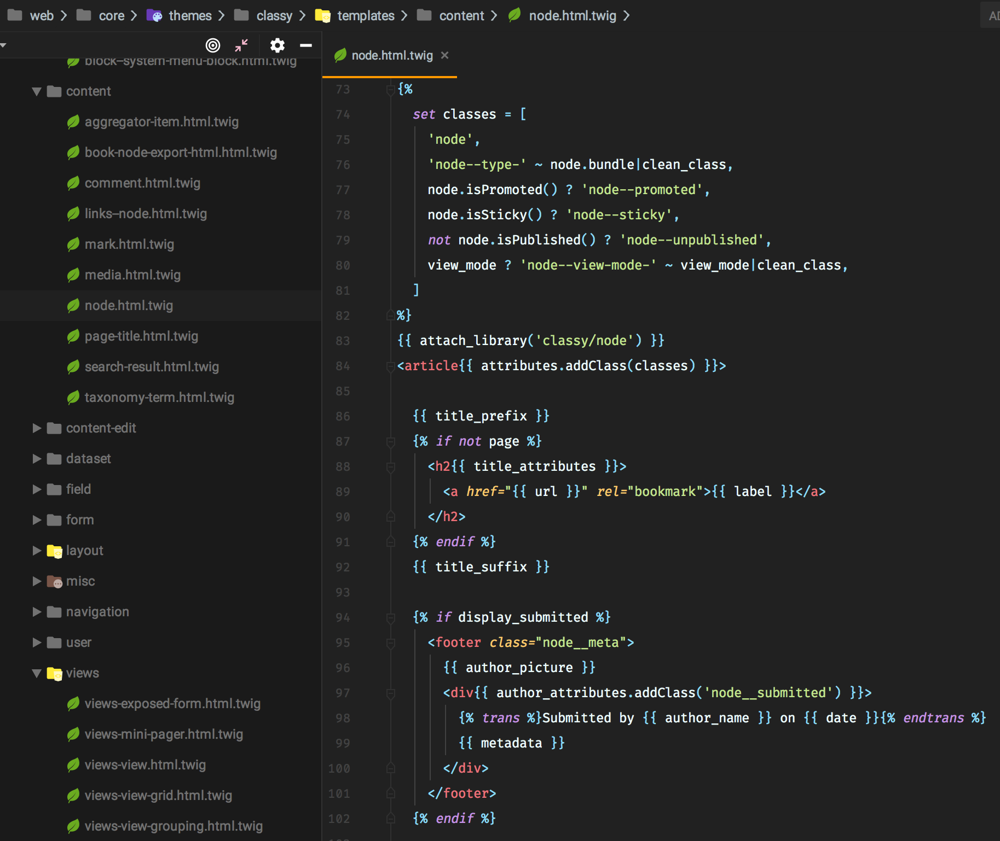 web > core > themes > classy > templates > content > node.html.twig >
block--system-menu-block.html.twig
content
aggregator-item.html.twig
book-node-export-html.html.twig
comment.html.twig
links--node.html.twig
mark.html.twig
media.html.twig
node.html.twig
page-title.html.twig
search-result.html.twig
taxonomy-term.html.twig
content-edit
dataset
field
form
layout
misc
navigation
user
views
views-exposed-form.html.twig
views-mini-pager.html.twig
views-view.html.twig
views-view-grid.html.twig
views-view-grouping.html.twig
node.html.twig ×
73 {%
74   set classes = [
75     'node',
76     'node--type-' ~ node.bundle|clean_class,
77     node.isPromoted() ? 'node--promoted',
78     node.isSticky() ? 'node--sticky',
79     not node.isPublished() ? 'node--unpublished',
80     view_mode ? 'node--view-mode-' ~ view_mode|clean_class,
81   ]
82 %}
83 {{ attach_library('classy/node') }}
84 <article{{ attributes.addClass(classes) }}>
85
86   {{ title_prefix }}
87   {% if not page %}
88     <h2{{ title_attributes }}>
89       <a href="{{ url }}" rel="bookmark">{{ label }}</a>
90     </h2>
91   {% endif %}
92   {{ title_suffix }}
93
94   {% if display_submitted %}
95     <footer class="node__meta">
96       {{ author_picture }}
97       <div{{ author_attributes.addClass('node__submitted') }}>
98         {% trans %}Submitted by {{ author_name }} on {{ date }}{% endtrans %}
99         {{ metadata }}
100       </div>
101     </footer>
102   {% endif %}